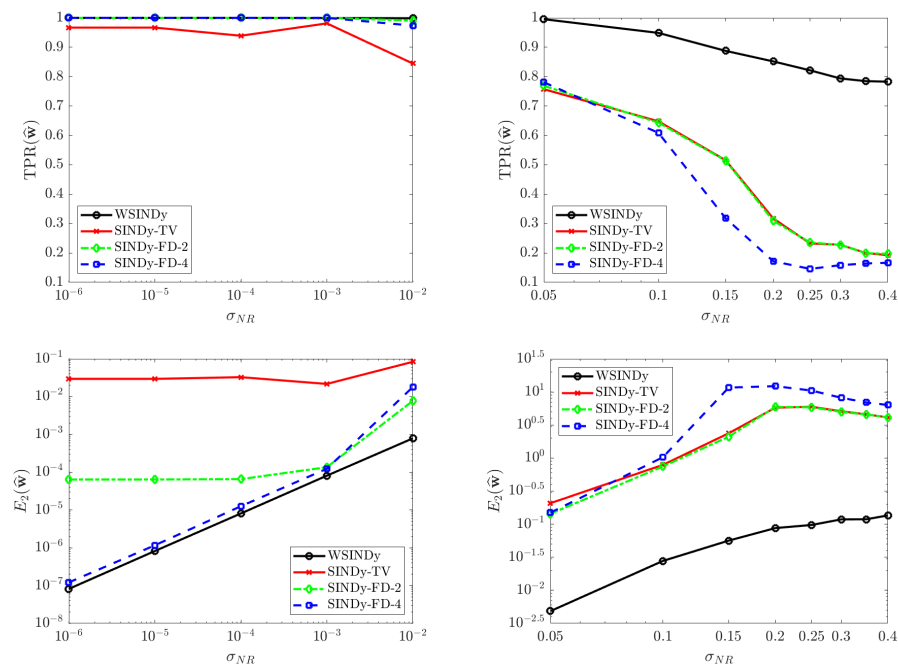 TPR(ŵ)
1
0.9
0.8
0.7
0.6
0.5
0.4
0.3
0.2
0.1
WSINDy
SINDy-TV
SINDy-FD-2
SINDy-FD-4
10⁻⁶
10⁻⁵
10⁻⁴
10⁻³
10⁻²
σ_NR
TPR(ŵ)
1
0.9
0.8
0.7
0.6
0.5
0.4
0.3
0.2
0.1
WSINDy
SINDy-TV
SINDy-FD-2
SINDy-FD-4
0.05
0.1
0.15
0.2
0.25
0.3
0.4
σ_NR
E₂(ŵ)
10⁻¹
10⁻²
10⁻³
10⁻⁴
10⁻⁵
10⁻⁶
10⁻⁷
10⁻⁸
WSINDy
SINDy-TV
SINDy-FD-2
SINDy-FD-4
10⁻⁶
10⁻⁵
10⁻⁴
10⁻³
10⁻²
σ_NR
E₂(ŵ)
10^1.5
10^1
10^0.5
10^0
10^-0.5
10^-1
10^-1.5
10^-2
10^-2.5
WSINDy
SINDy-TV
SINDy-FD-2
SINDy-FD-4
0.05
0.1
0.15
0.2
0.25
0.3
0.4
σ_NR